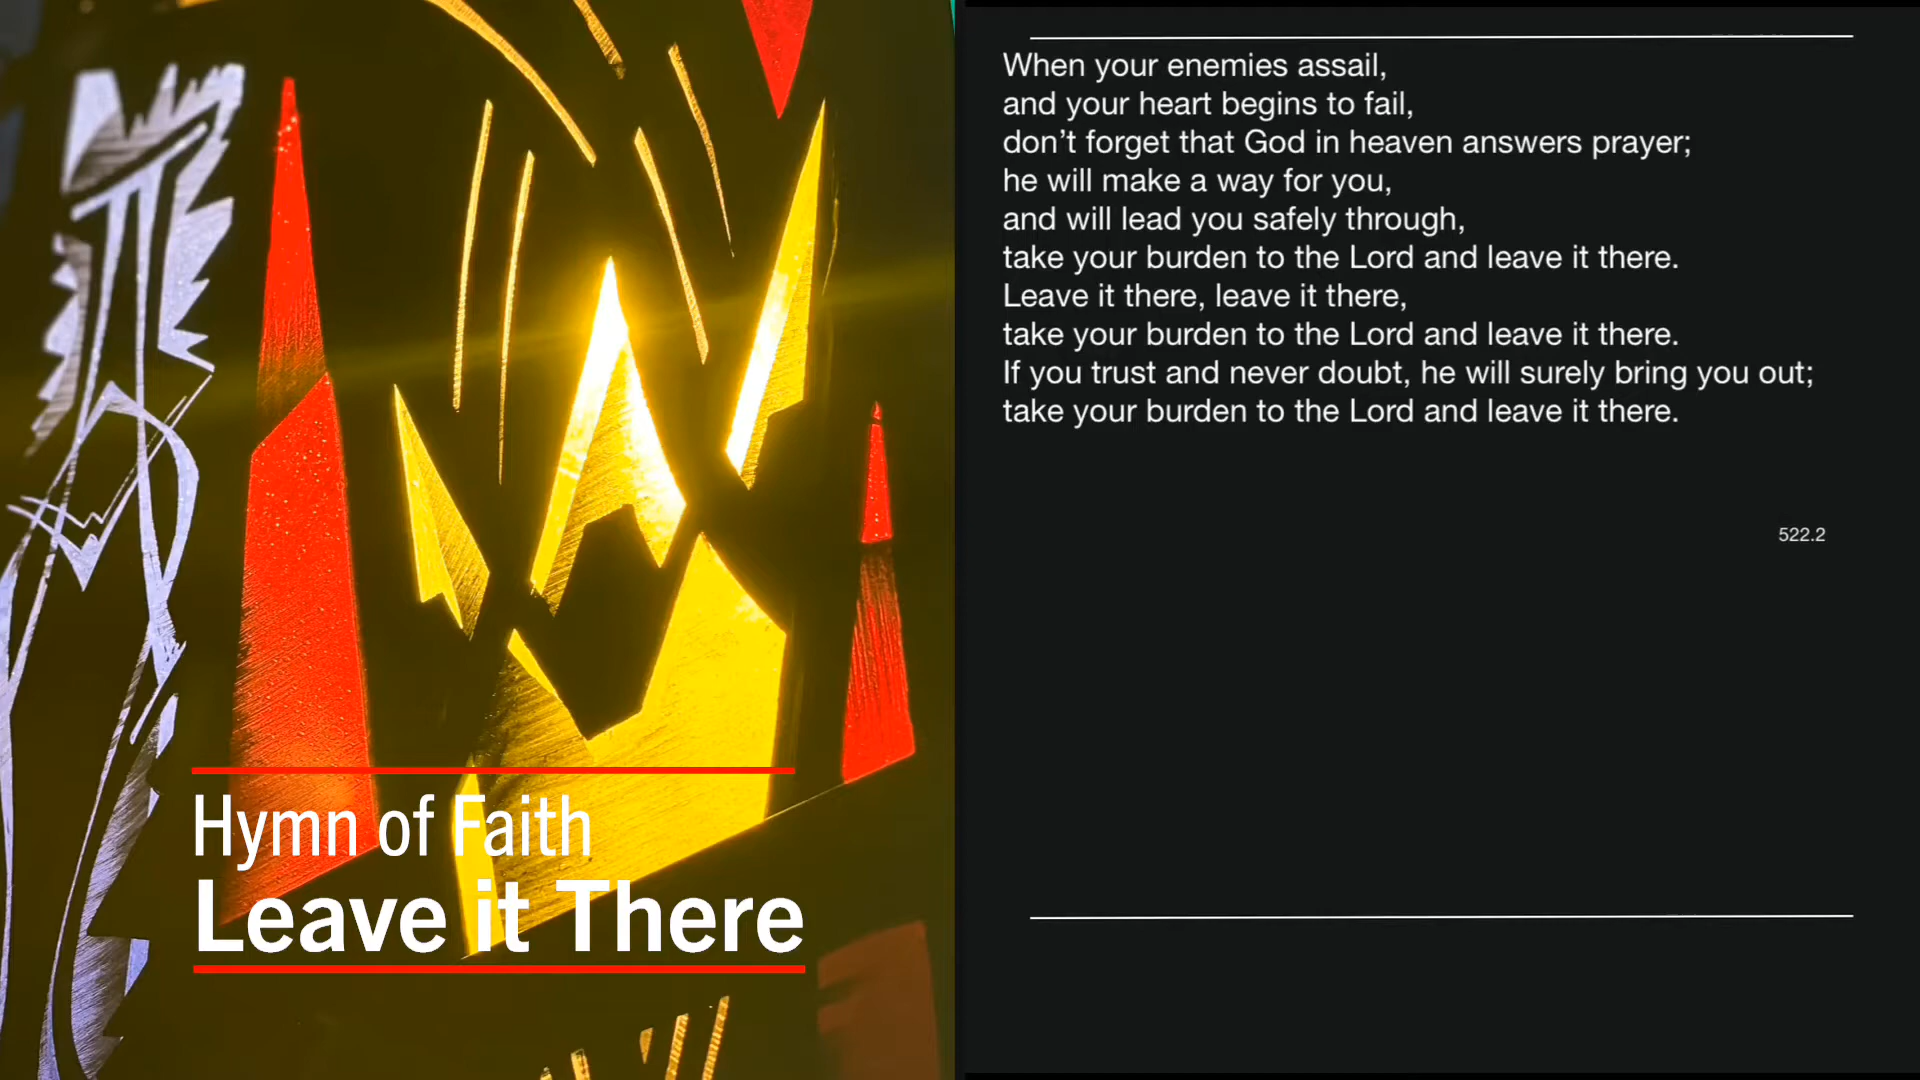 When your enemies assail,
and your heart begins to fail,
don’t forget that God in heaven answers prayer;
he will make a way for you,
and will lead you safely through,
take your burden to the Lord and leave it there.
Leave it there, leave it there,
take your burden to the Lord and leave it there.
If you trust and never doubt, he will surely bring you out;
take your burden to the Lord and leave it there.
522.2
Hymn of Faith
Leave it There